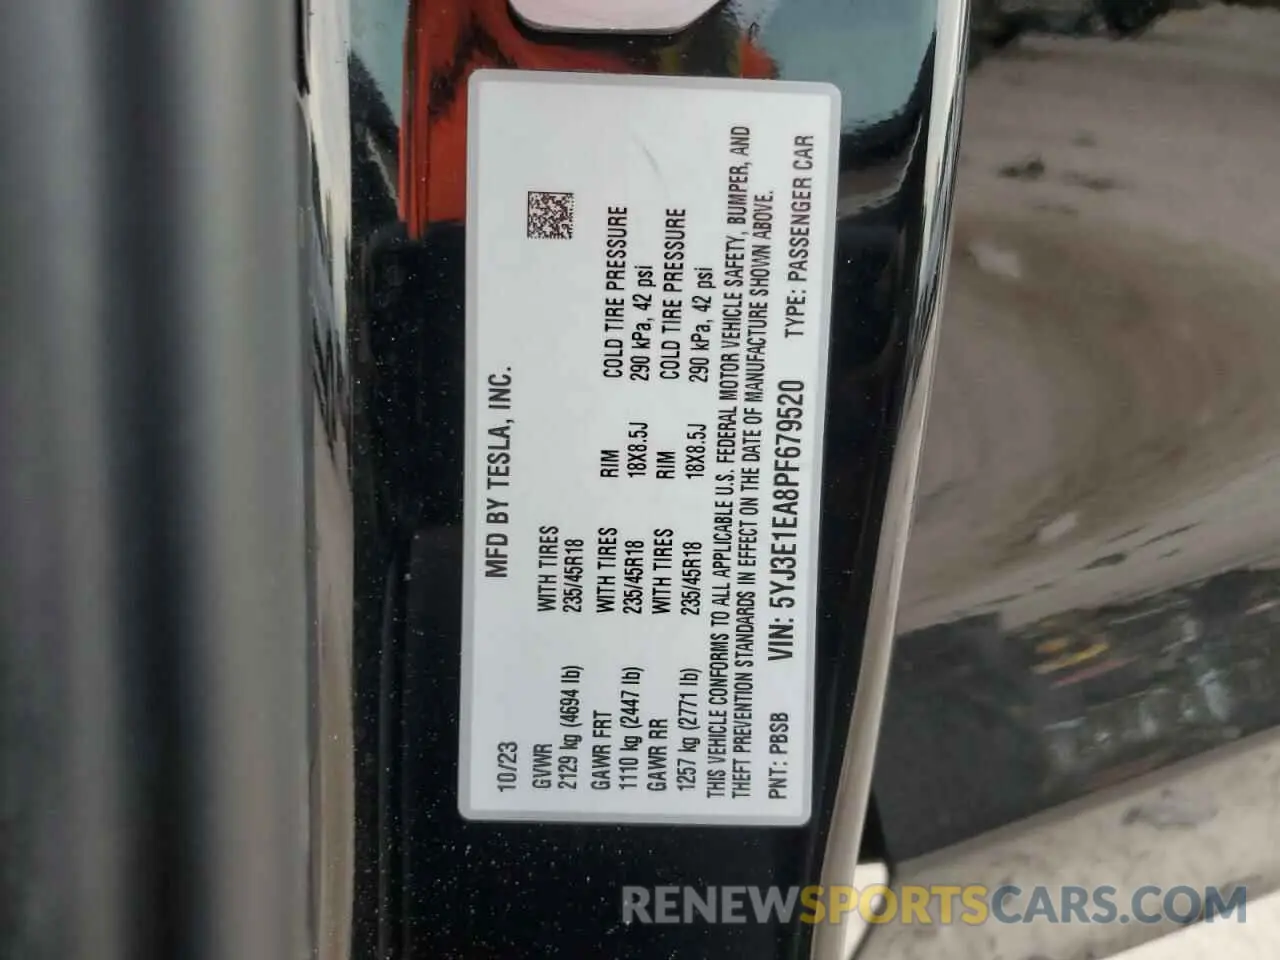 10/23 MFD BY TESLA, INC.
GVWR WITH TIRES
2129 kg (4694 lb) 235/45R18
GAWR FRT WITH TIRES RIM COLD TIRE PRESSURE
1110 kg (2447 lb) 235/45R18 18X8.5J 290 kPa, 42 psi
GAWR RR WITH TIRES RIM COLD TIRE PRESSURE
1257 kg (2771 lb) 235/45R18 18X8.5J 290 kPa, 42 psi
THIS VEHICLE CONFORMS TO ALL APPLICABLE U.S. FEDERAL MOTOR VEHICLE SAFETY, BUMPER, AND
THEFT PREVENTION STANDARDS IN EFFECT ON THE DATE OF MANUFACTURE SHOWN ABOVE.
PNT: PBSB VIN: 5YJ3E1EA8PF679520 TYPE: PASSENGER CAR
RENEWSPORTSCARS.COM